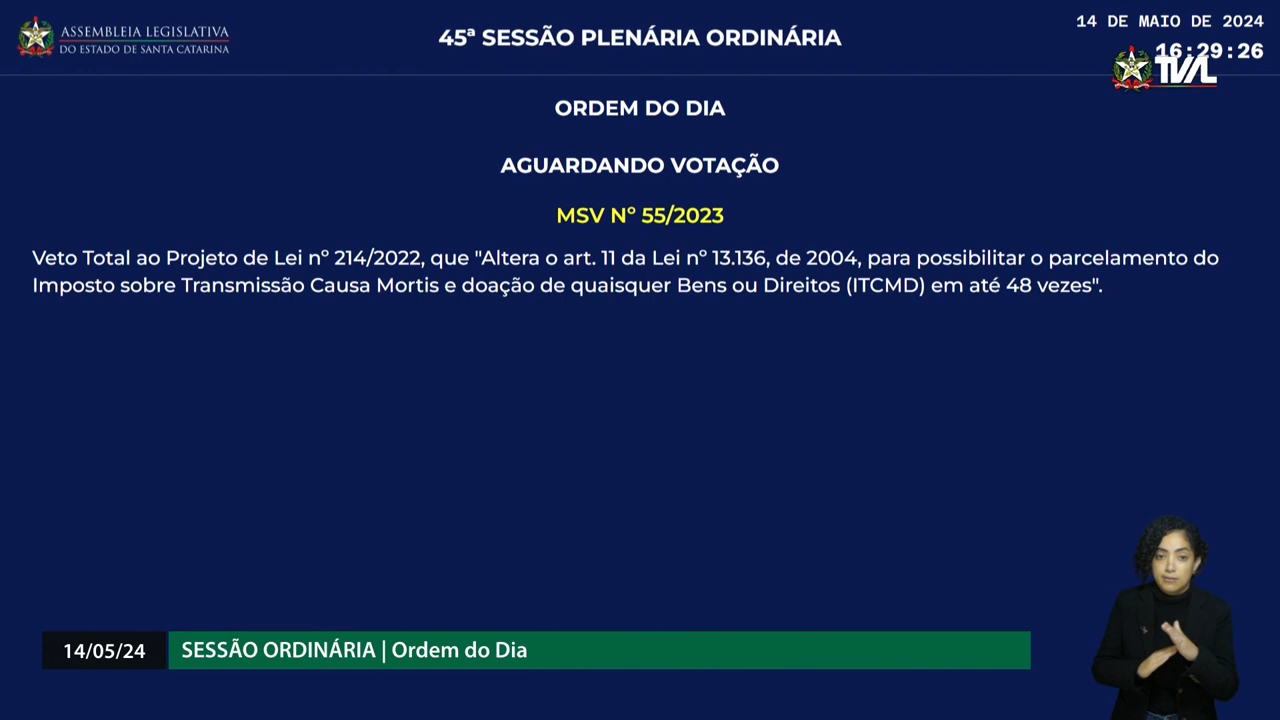 ASSEMBLEIA LEGISLATIVA
DO ESTADO DE SANTA CATARINA
45ª SESSÃO PLENÁRIA ORDINÁRIA
14 DE MAIO DE 2024
16:29:26
TVAL
ORDEM DO DIA
AGUARDANDO VOTAÇÃO
MSV Nº 55/2023
Veto Total ao Projeto de Lei nº 214/2022, que "Altera o art. 11 da Lei nº 13.136, de 2004, para possibilitar o parcelamento do
Imposto sobre Transmissão Causa Mortis e doação de quaisquer Bens ou Direitos (ITCMD) em até 48 vezes".
14/05/24
SESSÃO ORDINÁRIA | Ordem do Dia